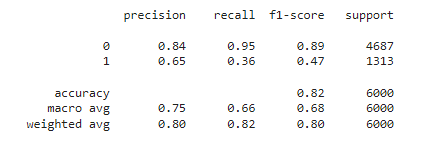 precision recall f1-score support
0 0.84 0.95 0.89 4687
1 0.65 0.36 0.47 1313
accuracy 0.82 6000
macro avg 0.75 0.66 0.68 6000
weighted avg 0.80 0.82 0.80 6000